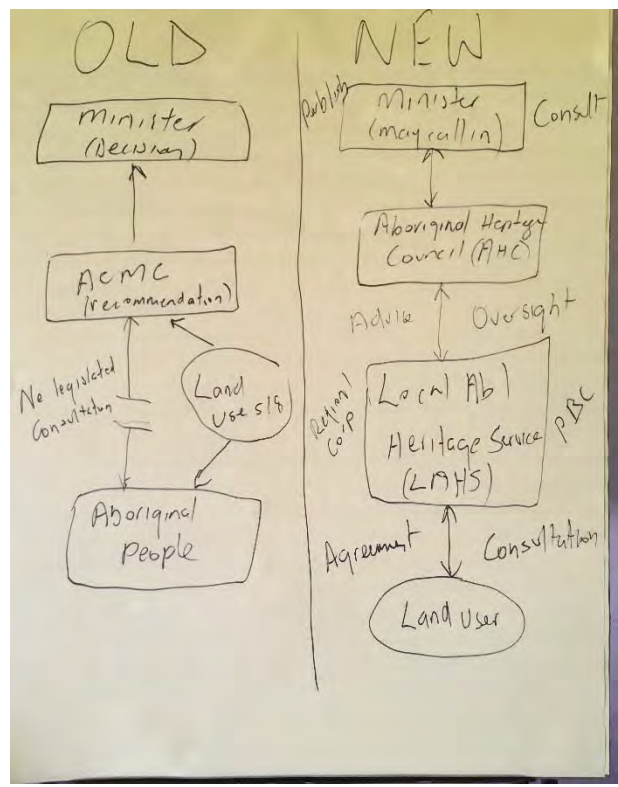 OLD
Minister
(Decision)
ACMC
(recommendation)
No legislated
Consultation
Land
Use s18
Aboriginal
People
NEW
Publish
Minister
(may call in)
Consult
Aboriginal Heritage
Council (AHC)
Advice
Oversight
Local Abl
Heritage Service
(LAHS)
Corp
PBC
Agreement
Consultation
Land User